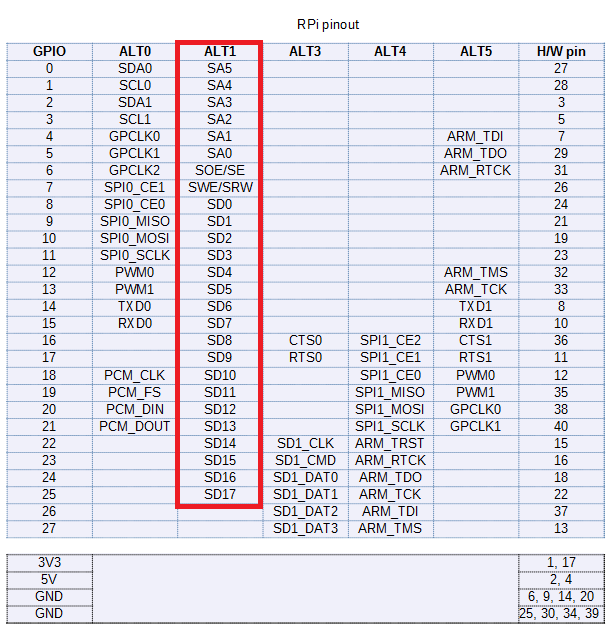 RPi pinout
GPIO ALT0 ALT1 ALT3 ALT4 ALT5 H/W pin
0 SDA0 SA5 27
1 SCL0 SA4 28
2 SDA1 SA3 3
3 SCL1 SA2 5
4 GPCLK0 SA1 ARM_TDI 7
5 GPCLK1 SA0 ARM_TDO 29
6 GPCLK2 SOE/SE ARM_RTCK 31
7 SPI0_CE1 SWE/SRW 26
8 SPI0_CE0 SD0 24
9 SPI0_MISO SD1 21
10 SPI0_MOSI SD2 19
11 SPI0_SCLK SD3 23
12 PWM0 SD4 ARM_TMS 32
13 PWM1 SD5 ARM_TCK 33
14 TXD0 SD6 TXD1 8
15 RXD0 SD7 RXD1 10
16 SD8 CTS0 SPI1_CE2 CTS1 36
17 SD9 RTS0 SPI1_CE1 RTS1 11
18 PCM_CLK SD10 SPI1_CE0 PWM0 12
19 PCM_FS SD11 SPI1_MISO PWM1 35
20 PCM_DIN SD12 SPI1_MOSI GPCLK0 38
21 PCM_DOUT SD13 SPI1_SCLK GPCLK1 40
22 SD14 SD1_CLK ARM_TRST 15
23 SD15 SD1_CMD ARM_RTCK 16
24 SD16 SD1_DAT0 ARM_TDO 18
25 SD17 SD1_DAT1 ARM_TCK 22
26 SD1_DAT2 ARM_TDI 37
27 SD1_DAT3 ARM_TMS 13
3V3 1, 17
5V 2, 4
GND 6, 9, 14, 20
GND 25, 30, 34, 39